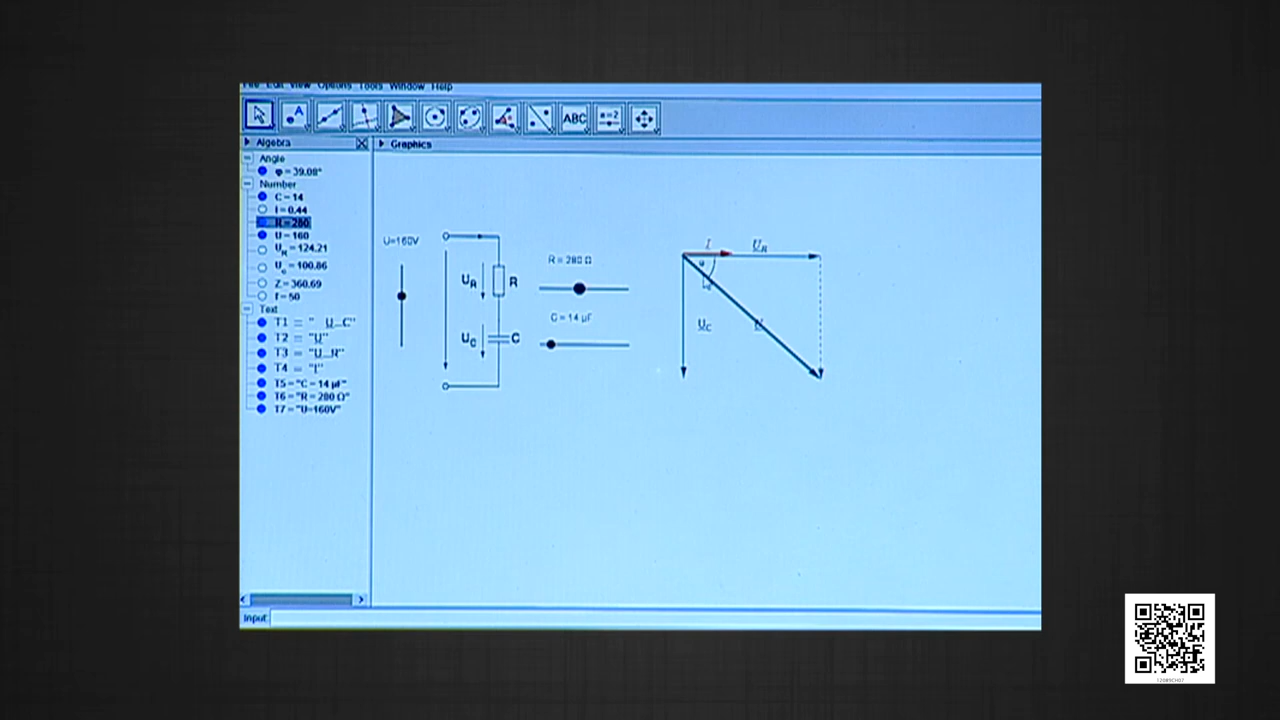 File Edit View Options Tools Window Help
ABC
a=2
Algebra
Graphics
Angle
φ = 39.08°
Number
C = 14
I = 0.44
R = 280
U = 160
U_R = 124.21
U_c = 100.86
Z = 360.69
f = 50
Text
T1 = " U_C"
T2 = "U"
T3 = "U_R"
T4 = "I"
T5 = "C = 14 µF"
T6 = "R = 280 Ω"
T7 = "U=160V"
U=160V
U_R
R
U_C
C
R = 280 Ω
C = 14 µF
I
U_R
U_C
U
Input:
12089CH07